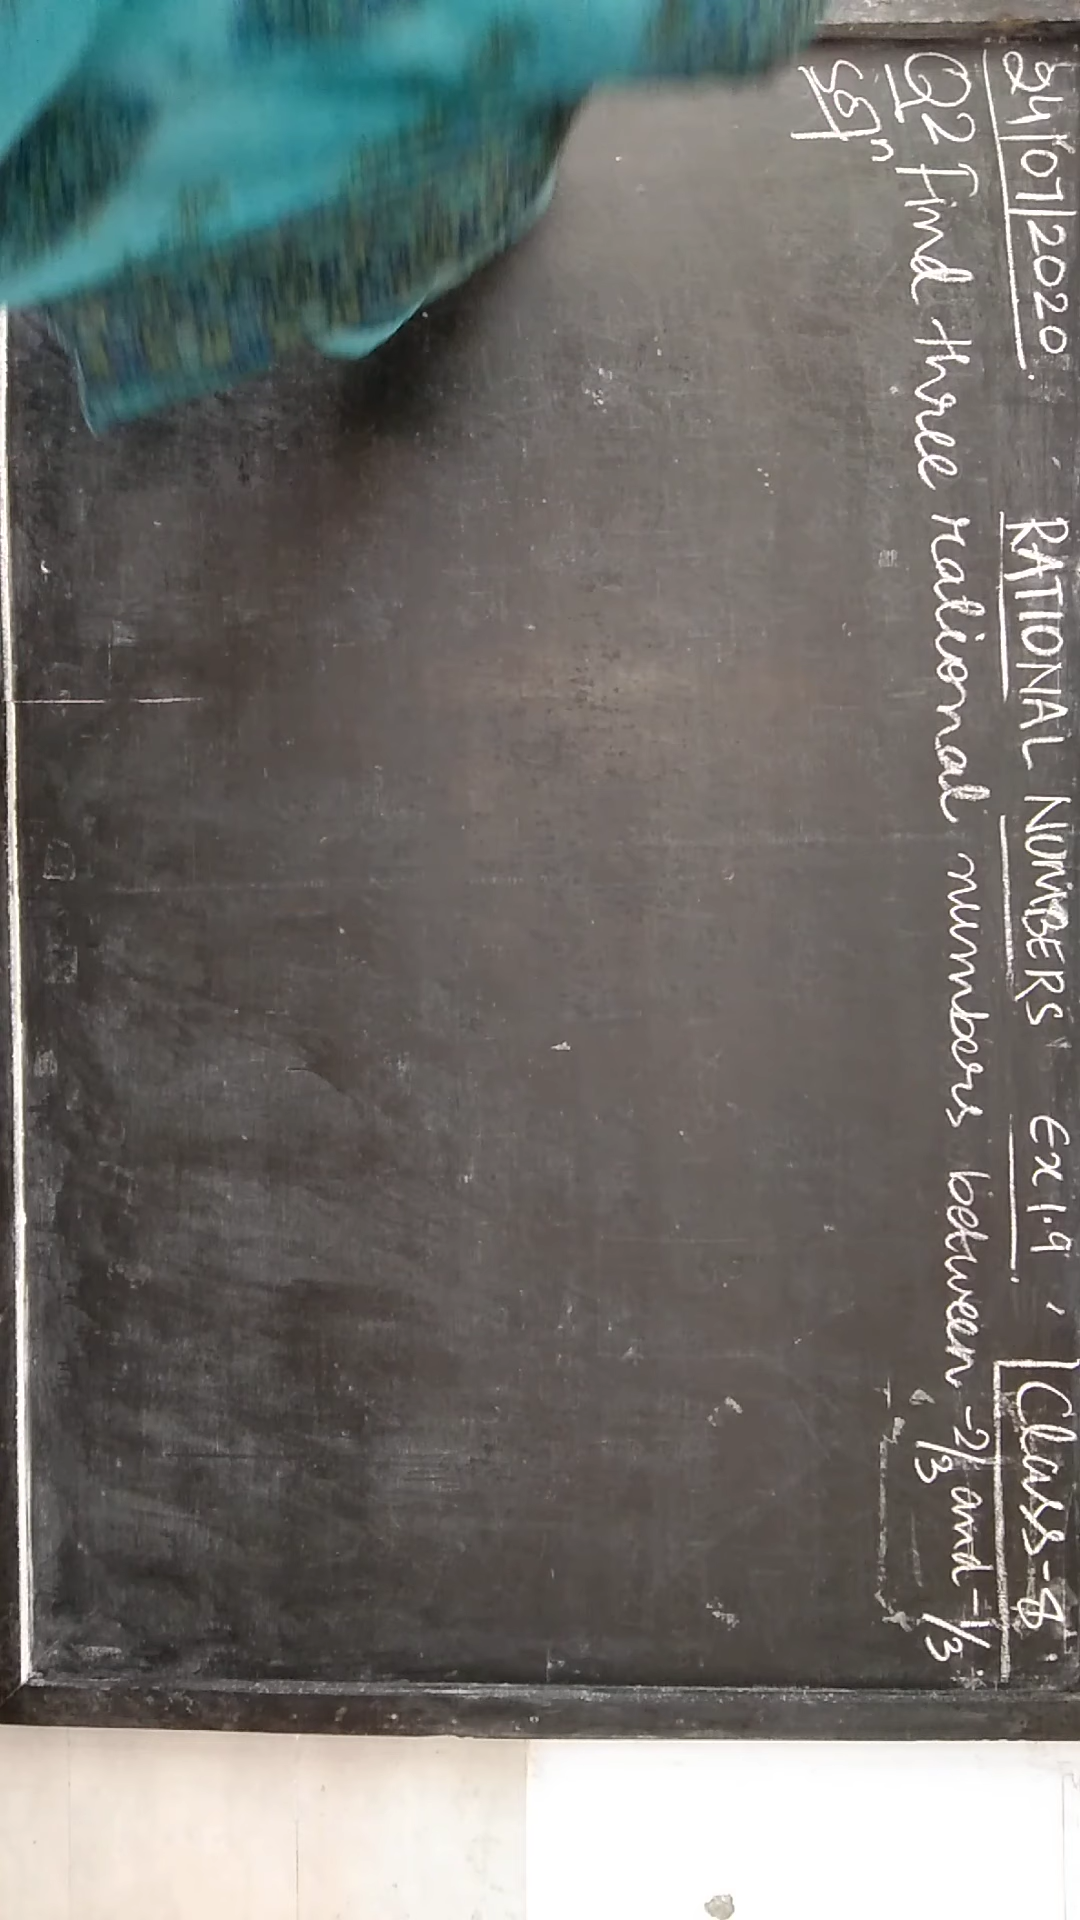 24/07/2020. RATIONAL NUMBERS Ex 1.9, Class-8.
Q2 Find three rational numbers between -2/3 and -1/3.
Solⁿ